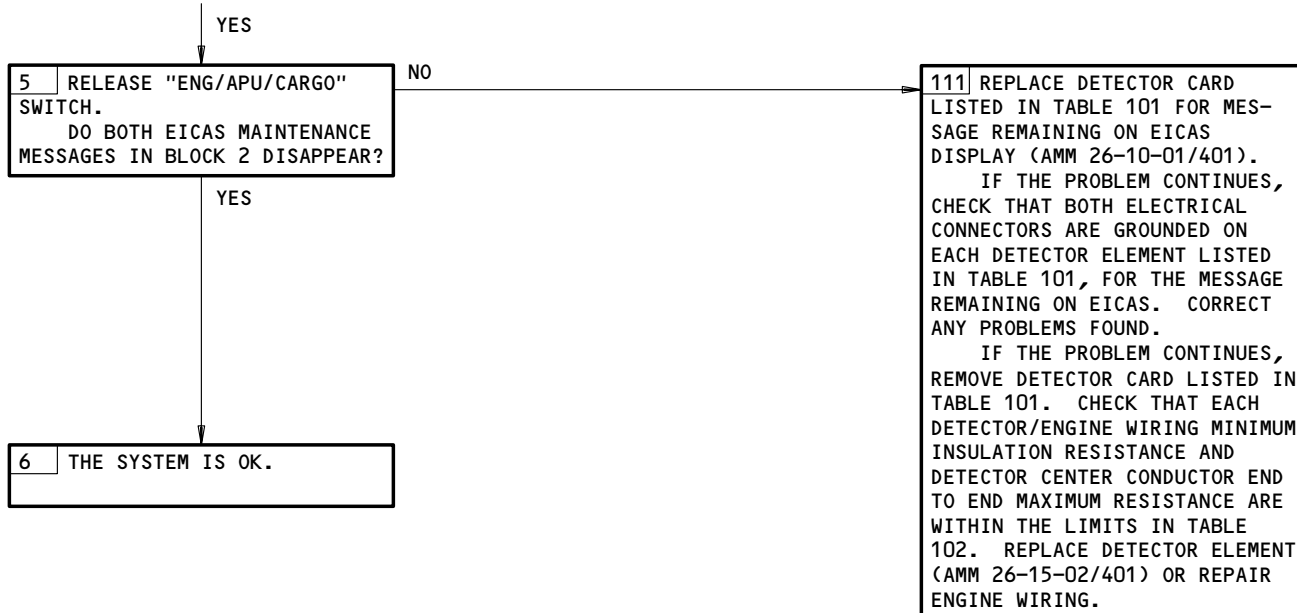 YES
5 RELEASE "ENG/APU/CARGO"
SWITCH.
DO BOTH EICAS MAINTENANCE
MESSAGES IN BLOCK 2 DISAPPEAR?
NO
YES
6 THE SYSTEM IS OK.
111 REPLACE DETECTOR CARD
LISTED IN TABLE 101 FOR MES-
SAGE REMAINING ON EICAS
DISPLAY (AMM 26-10-01/401).
IF THE PROBLEM CONTINUES,
CHECK THAT BOTH ELECTRICAL
CONNECTORS ARE GROUNDED ON
EACH DETECTOR ELEMENT LISTED
IN TABLE 101, FOR THE MESSAGE
REMAINING ON EICAS. CORRECT
ANY PROBLEMS FOUND.
IF THE PROBLEM CONTINUES,
REMOVE DETECTOR CARD LISTED IN
TABLE 101. CHECK THAT EACH
DETECTOR/ENGINE WIRING MINIMUM
INSULATION RESISTANCE AND
DETECTOR CENTER CONDUCTOR END
TO END MAXIMUM RESISTANCE ARE
WITHIN THE LIMITS IN TABLE
102. REPLACE DETECTOR ELEMENT
(AMM 26-15-02/401) OR REPAIR
ENGINE WIRING.